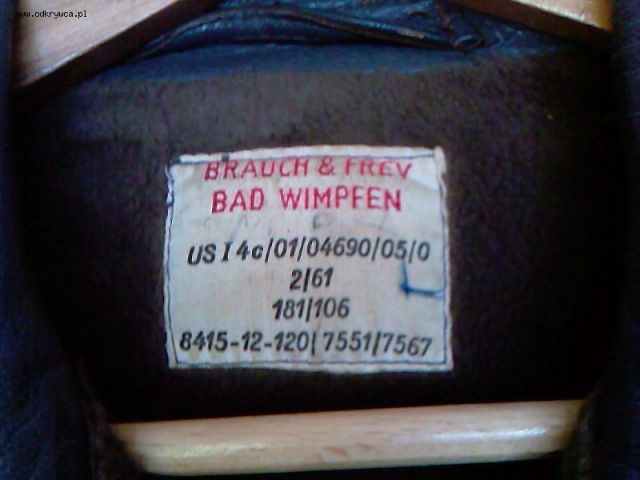 www.odkrywca.pl
BRAUCH & FREY
BAD WIMPFEN
US I 4c/01/04690/05/0
2/61
181/106
8415-12-120/7551/7567